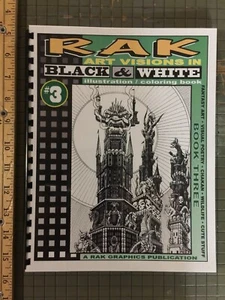 RAK
ART VISIONS IN
BLACK & WHITE
illustration / coloring book
#3
FANTASY ART • VISUAL POETRY • CHAKAN • WILDLIFE • CUTE STUFF
BOOK THREE
A RAK GRAPHICS PUBLICATION